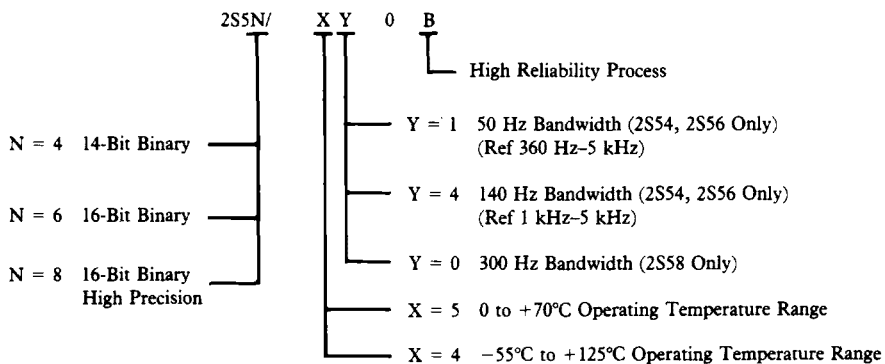 2S5N/ X Y 0 B
High Reliability Process
Y = 1 50 Hz Bandwidth (2S54, 2S56 Only)
(Ref 360 Hz–5 kHz)
N = 4 14-Bit Binary
Y = 4 140 Hz Bandwidth (2S54, 2S56 Only)
(Ref 1 kHz–5 kHz)
N = 6 16-Bit Binary
Y = 0 300 Hz Bandwidth (2S58 Only)
N = 8 16-Bit Binary
High Precision
X = 5 0 to +70°C Operating Temperature Range
X = 4 −55°C to +125°C Operating Temperature Range